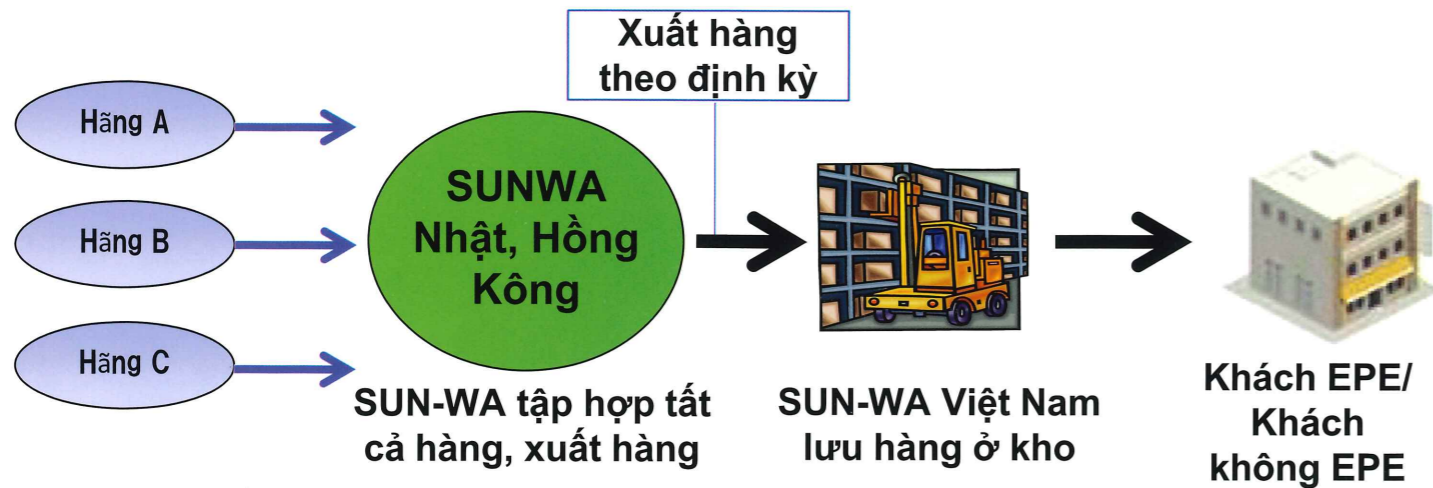 Xuất hàng
theo định kỳ
Hãng A
Hãng B
Hãng C
SUNWA
Nhật, Hồng
Kông
SUN-WA tập hợp tất
cả hàng, xuất hàng
SUN-WA Việt Nam
lưu hàng ở kho
Khách EPE/
Khách
không EPE